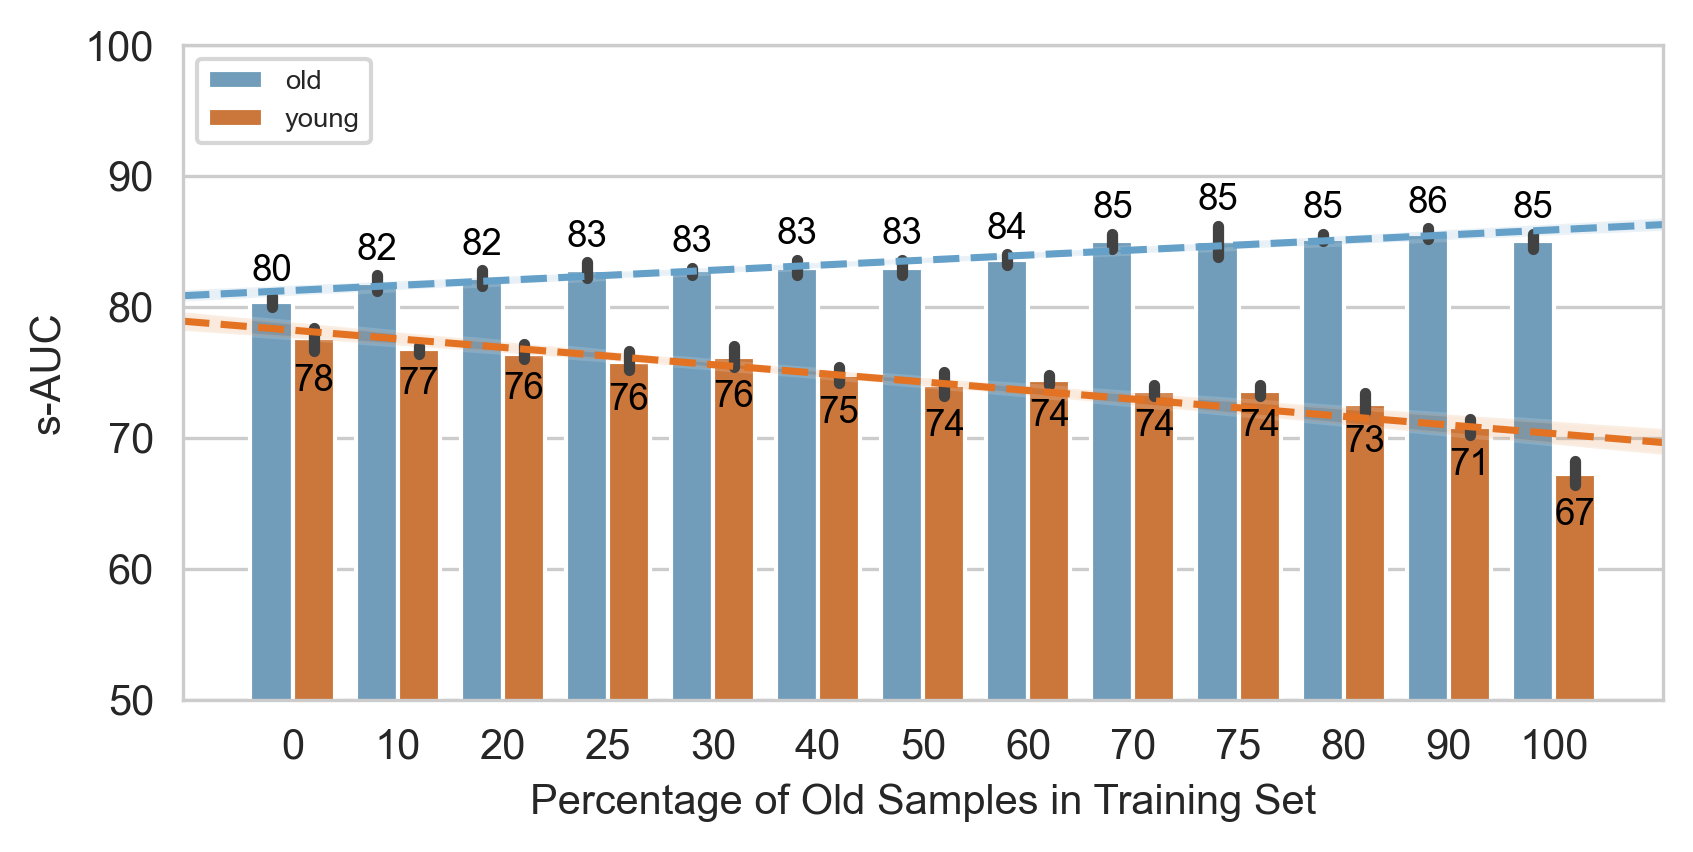 100
90
80
70
60
50
s-AUC
old
young
80 82 82 83 83 83 83 84 85 85 85 86 85
78 77 76 76 76 75 74 74 74 74 73 71 67
0 10 20 25 30 40 50 60 70 75 80 90 100
Percentage of Old Samples in Training Set